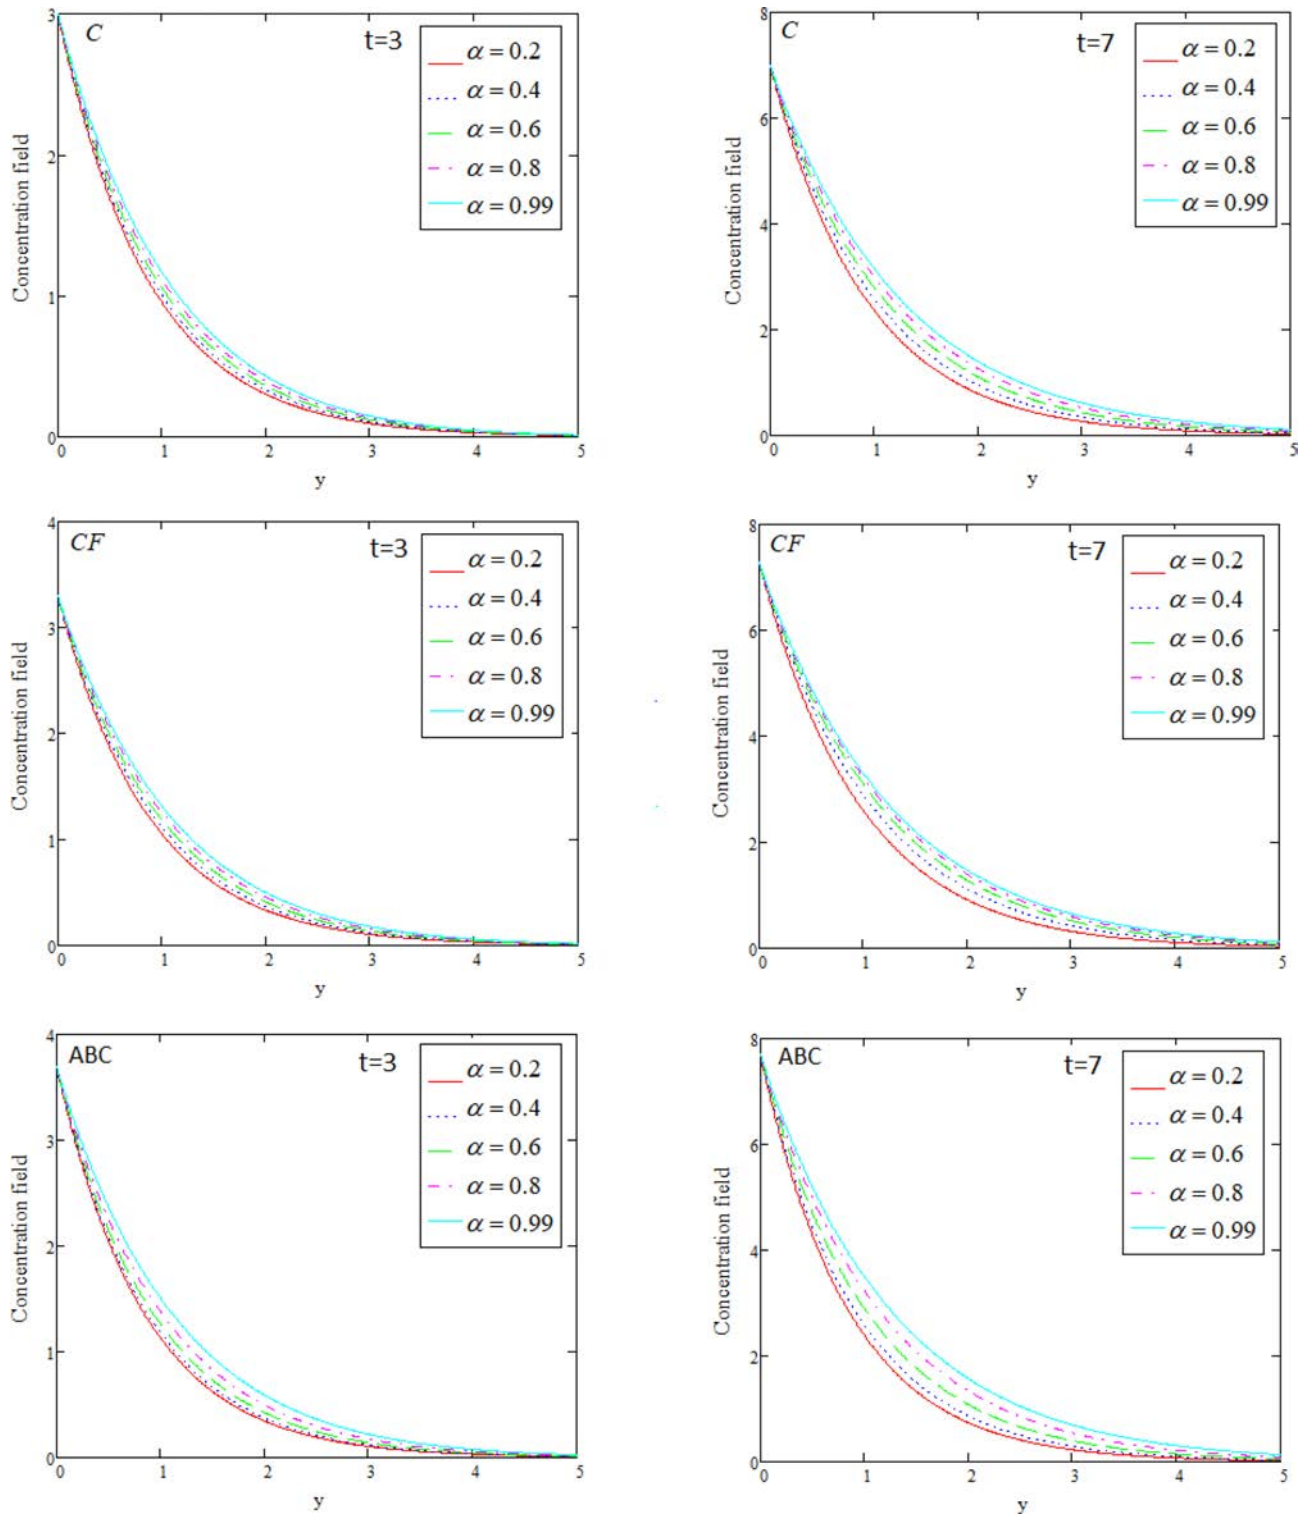 C
t=3
α = 0.2
α = 0.4
α = 0.6
α = 0.8
α = 0.99
Concentration field
3
2
1
0
0 1 2 3 4 5
y
C
t=7
α = 0.2
α = 0.4
α = 0.6
α = 0.8
α = 0.99
Concentration field
8
6
4
2
0
0 1 2 3 4 5
y
CF
t=3
α = 0.2
α = 0.4
α = 0.6
α = 0.8
α = 0.99
Concentration field
4
3
2
1
0
0 1 2 3 4 5
y
CF
t=7
α = 0.2
α = 0.4
α = 0.6
α = 0.8
α = 0.99
Concentration field
8
6
4
2
0
0 1 2 3 4 5
y
ABC
t=3
α = 0.2
α = 0.4
α = 0.6
α = 0.8
α = 0.99
Concentration field
4
3
2
1
0
0 1 2 3 4 5
y
ABC
t=7
α = 0.2
α = 0.4
α = 0.6
α = 0.8
α = 0.99
Concentration field
8
6
4
2
0
0 1 2 3 4 5
y